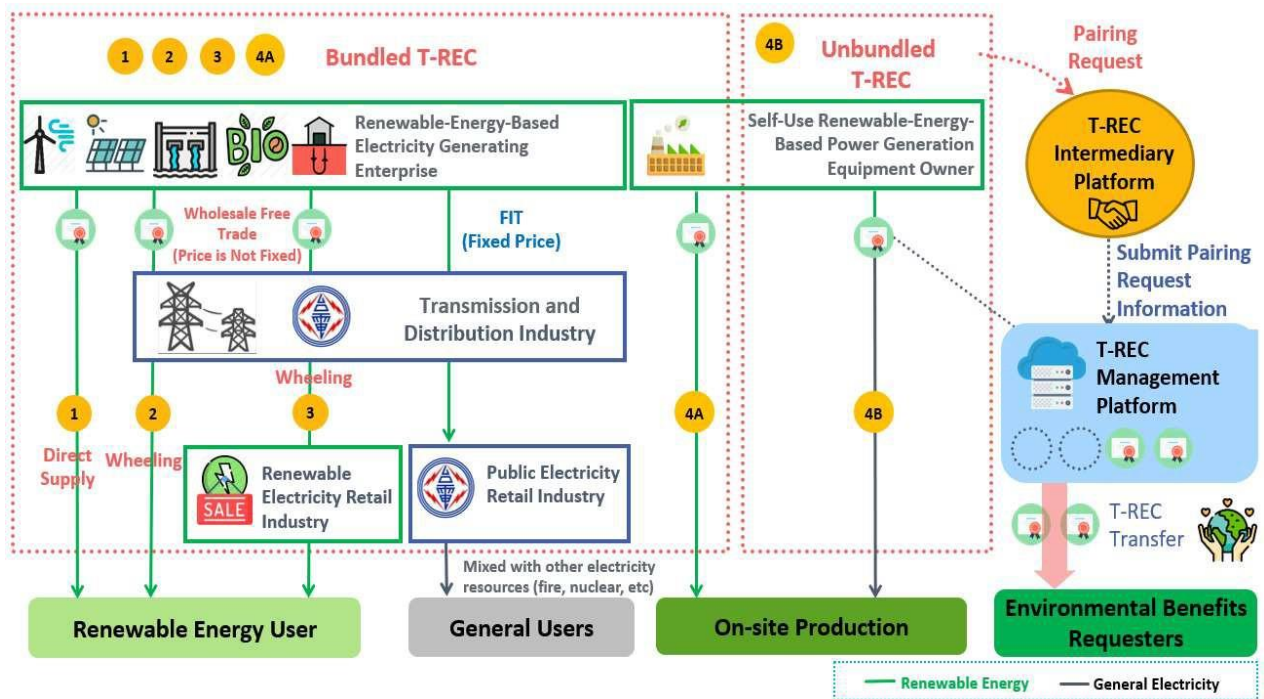 1
2
3
4A
Bundled T-REC
4B
Unbundled
T-REC
Pairing
Request
BIO
Renewable-Energy-Based
Electricity Generating
Enterprise
Self-Use Renewable-Energy-
Based Power Generation
Equipment Owner
T-REC
Intermediary
Platform
Wholesale Free
Trade
(Price is Not Fixed)
FIT
(Fixed Price)
Submit Pairing
Request
Information
Transmission and
Distribution Industry
T-REC
Management
Platform
Wheeling
1
2
3
4A
4B
Direct
Supply
Wheeling
SALE
Renewable
Electricity Retail
Industry
Public Electricity
Retail Industry
T-REC
Transfer
Mixed with other electricity
resources (fire, nuclear, etc)
Renewable Energy User
General Users
On-site Production
Environmental Benefits
Requesters
Renewable Energy
General Electricity